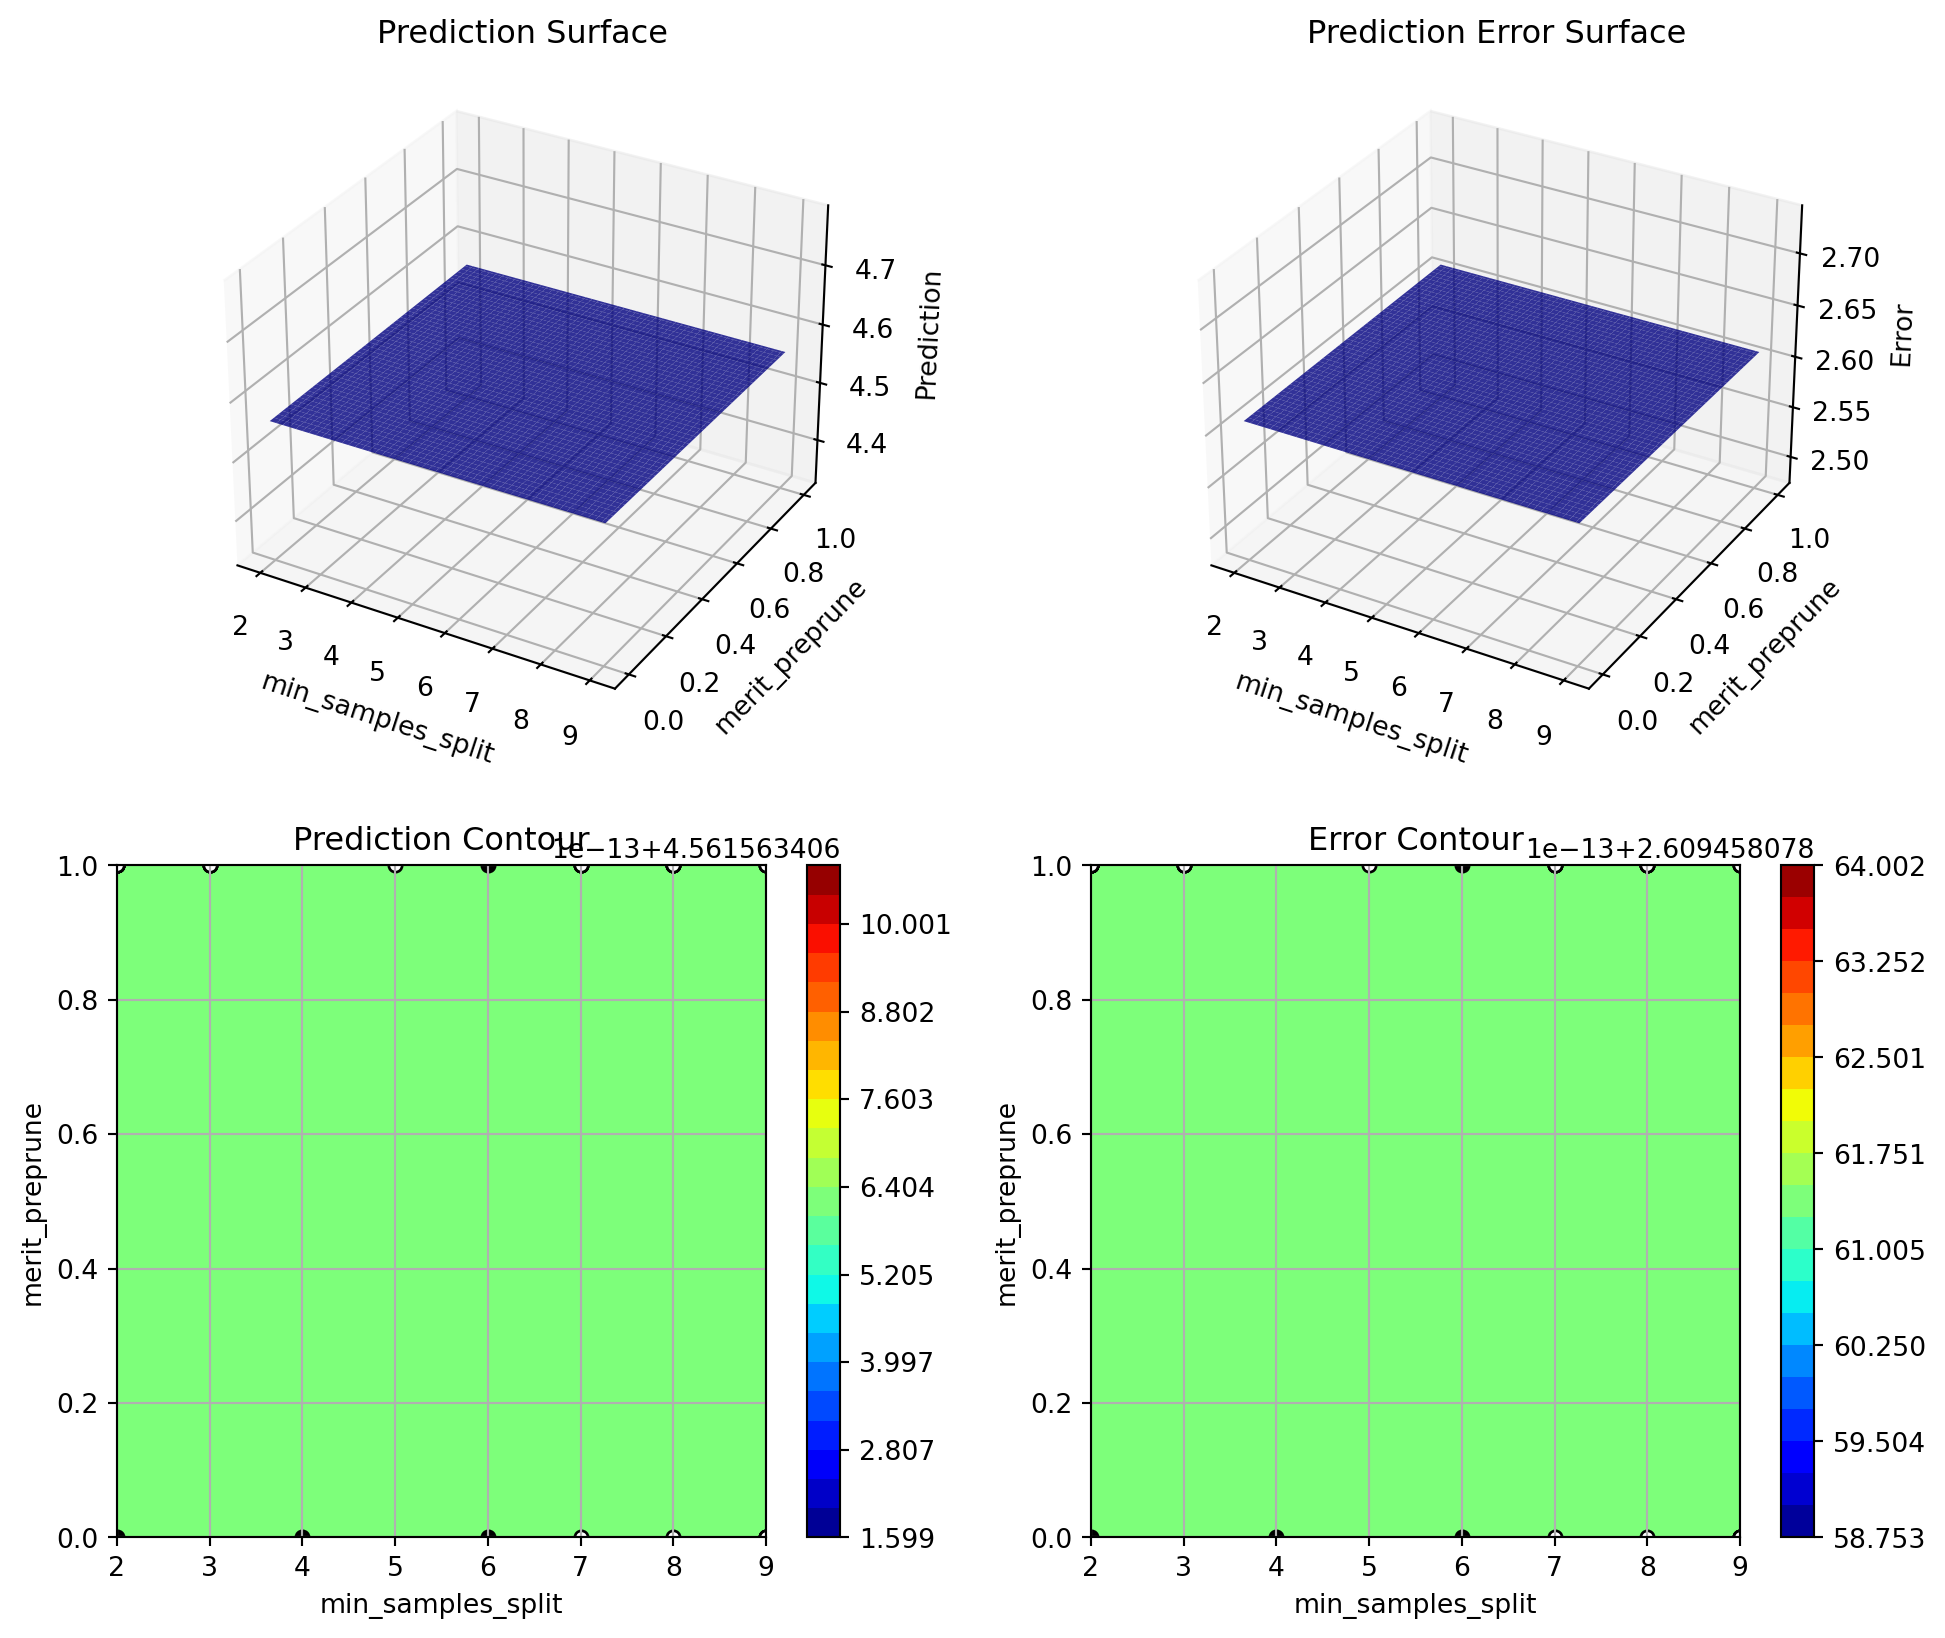 Prediction Surface
4.7
4.6
4.5
4.4
Prediction
1.0
0.8
0.6
0.4
0.2
0.0
merit_preprune
2 3 4 5 6 7 8 9
min_samples_split
Prediction Error Surface
2.70
2.65
2.60
2.55
2.50
Error
1.0
0.8
0.6
0.4
0.2
0.0
merit_preprune
2 3 4 5 6 7 8 9
min_samples_split
Prediction Contour
1e−13+4.561563406
1.0
0.8
0.6
0.4
0.2
0.0
merit_preprune
2 3 4 5 6 7 8 9
min_samples_split
10.001
8.802
7.603
6.404
5.205
3.997
2.807
1.599
Error Contour
1e−13+2.609458078
1.0
0.8
0.6
0.4
0.2
0.0
merit_preprune
2 3 4 5 6 7 8 9
min_samples_split
64.002
63.252
62.501
61.751
61.005
60.250
59.504
58.753